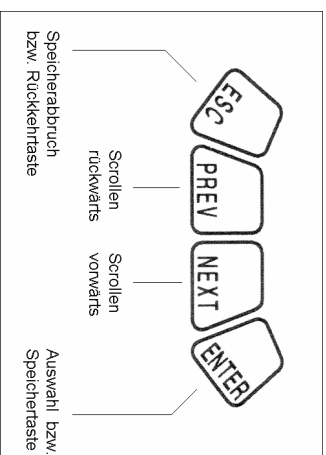 ESC
PREV
NEXT
ENTER
Speicherabbruch
bzw. Rückkehrtaste
Scrollen
rückwärts
Scrollen
vorwärts
Auswahl bzw.
Speichertaste